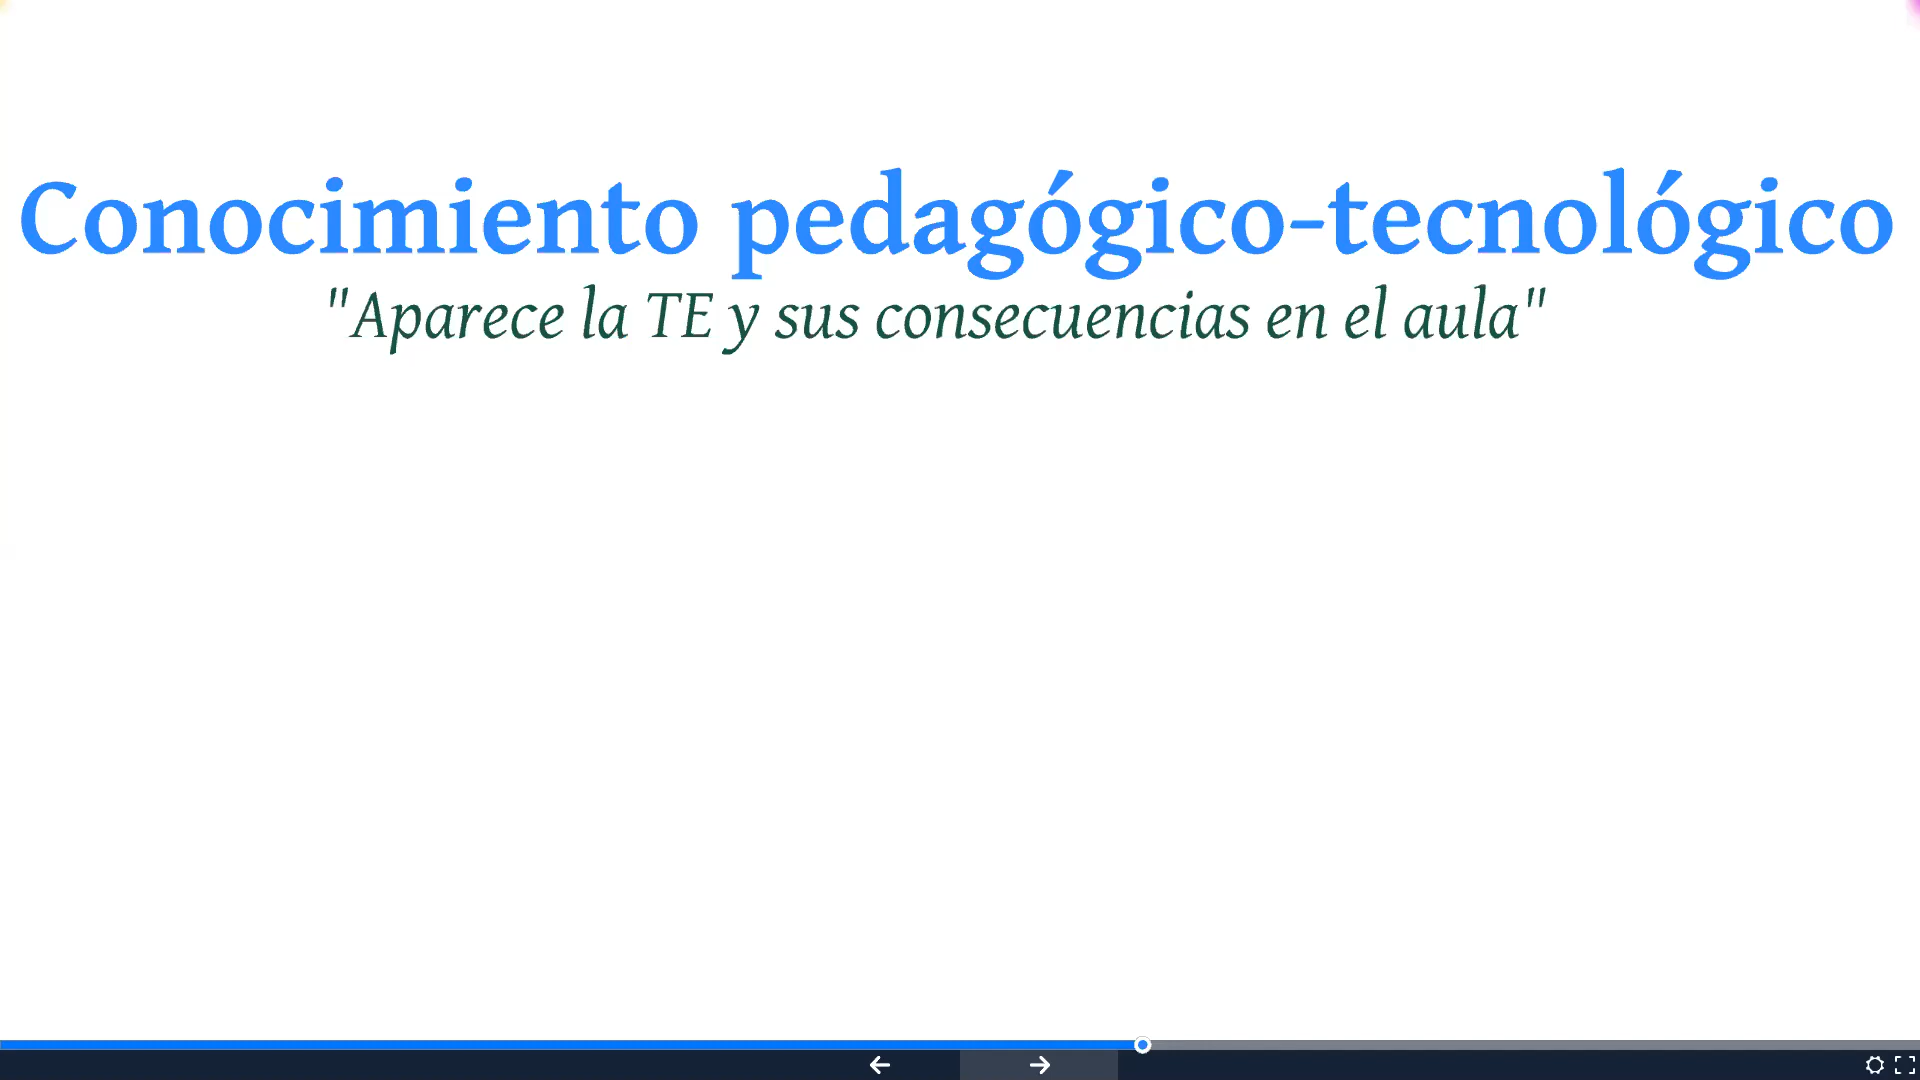 Conocimiento pedagógico-tecnológico
"Aparece la TE y sus consecuencias en el aula"